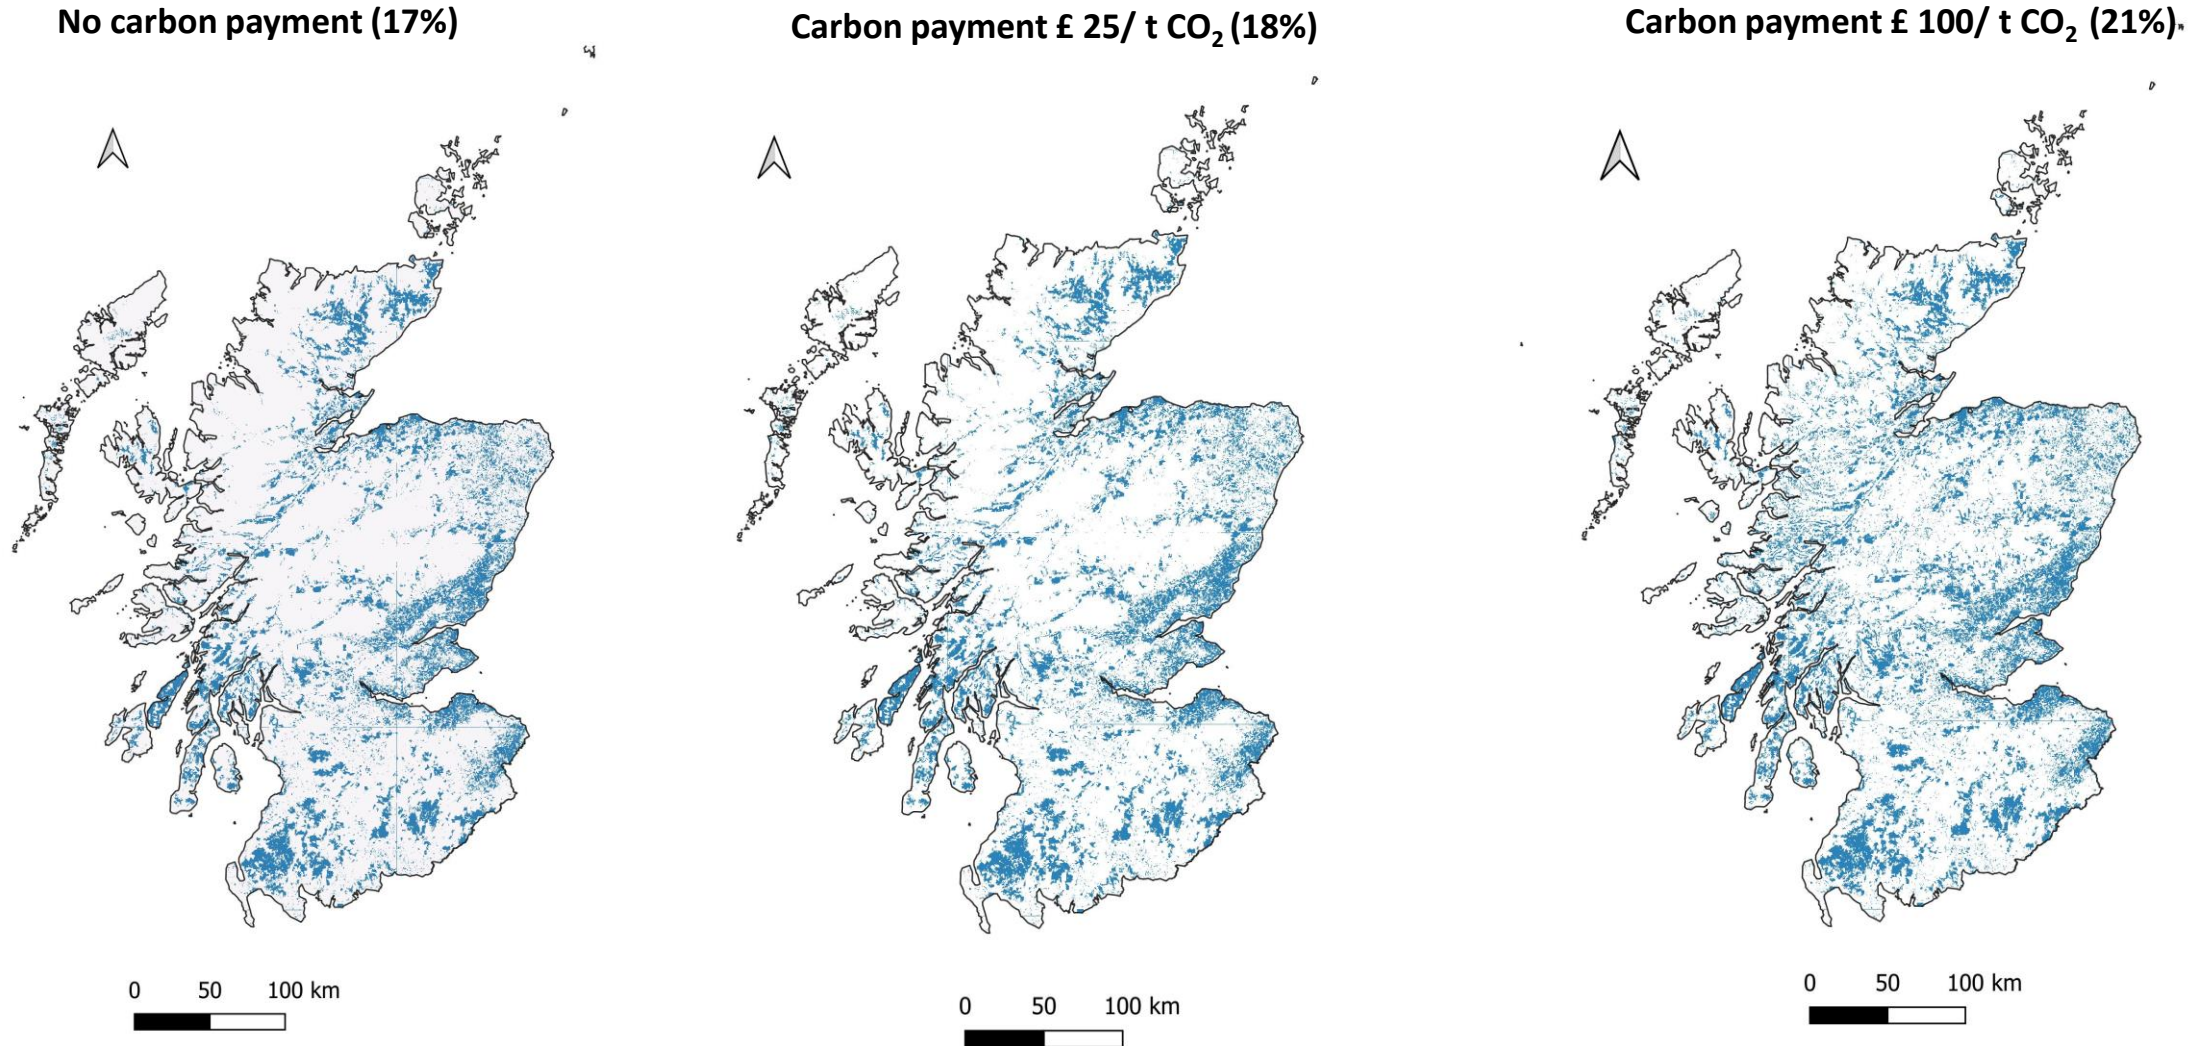 No carbon payment (17%)
Carbon payment £ 25/ t CO₂ (18%)
Carbon payment £ 100/ t CO₂ (21%)
0 50 100 km
0 50 100 km
0 50 100 km